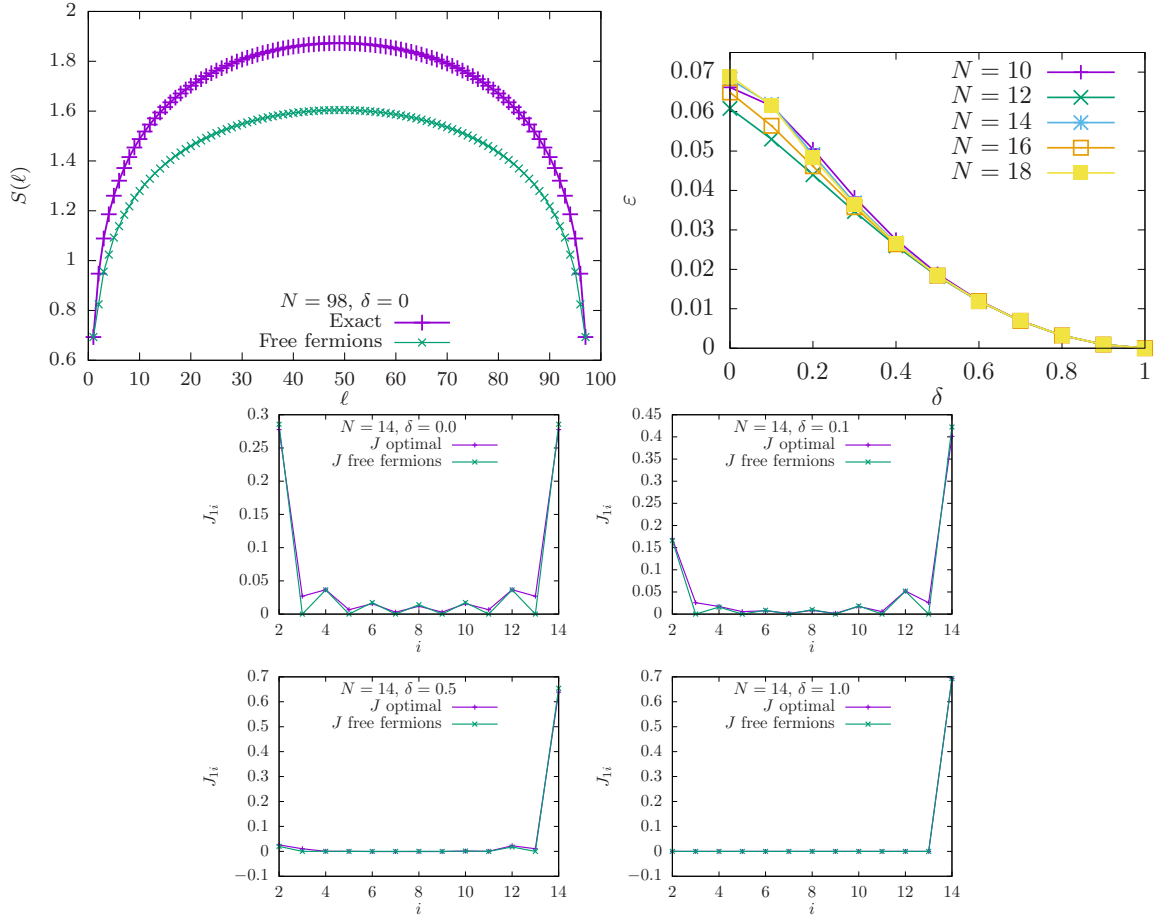 2
1.8
1.6
1.4
1.2
1
0.8
0.6
S(ℓ)
N = 98, δ = 0
Exact
Free fermions
0 10 20 30 40 50 60 70 80 90 100
ℓ
0.07
0.06
0.05
0.04
0.03
0.02
0.01
0
ε
N = 10
N = 12
N = 14
N = 16
N = 18
0 0.2 0.4 0.6 0.8 1
δ
0.3
0.25
0.2
0.15
0.1
0.05
0
J1i
N = 14, δ = 0.0
J optimal
J free fermions
2 4 6 8 10 12 14
i
0.45
0.4
0.35
0.3
0.25
0.2
0.15
0.1
0.05
0
J1i
N = 14, δ = 0.1
J optimal
J free fermions
2 4 6 8 10 12 14
i
0.7
0.6
0.5
0.4
0.3
0.2
0.1
0
−0.1
J1i
N = 14, δ = 0.5
J optimal
J free fermions
2 4 6 8 10 12 14
i
0.7
0.6
0.5
0.4
0.3
0.2
0.1
0
−0.1
J1i
N = 14, δ = 1.0
J optimal
J free fermions
2 4 6 8 10 12 14
i